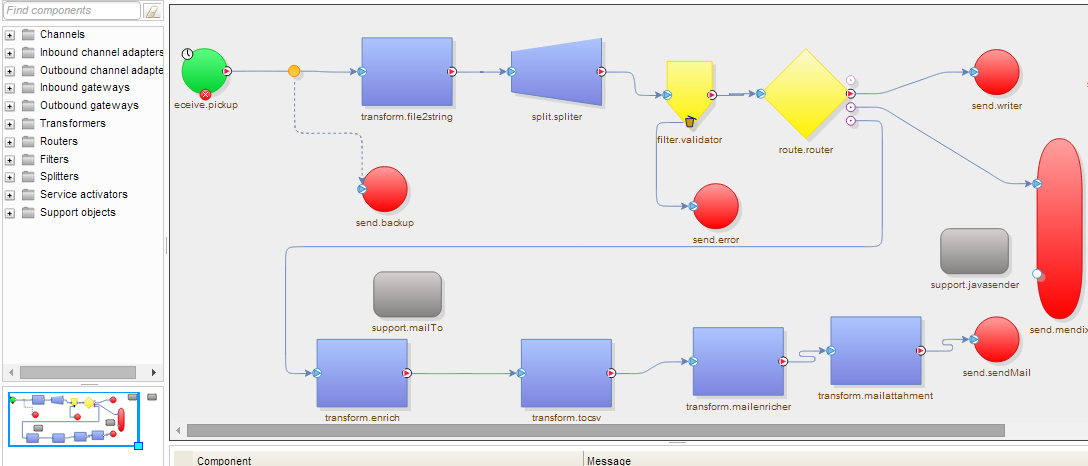 Find components
Channels
Inbound channel adapters
Outbound channel adapte
Inbound gateways
Outbound gateways
Transformers
Routers
Filters
Splitters
Service activators
Support objects
eceive.pickup
transform.file2string
split.spliter
filter.validator
route.router
send.writer
send.backup
send.error
support.javasender
send.mendix
support.mailTo
send.sendMail
transform.enrich
transform.tocsv
transform.mailenricher
transform.mailattahment
Component
Message